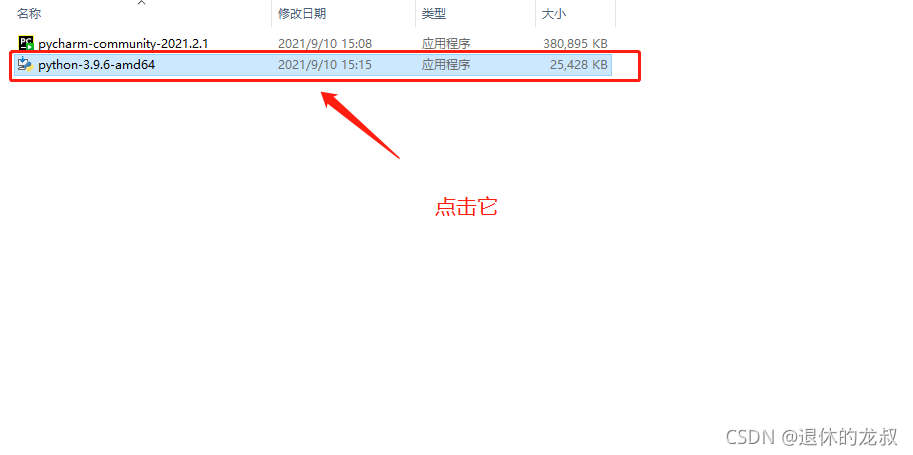 名称 修改日期 类型 大小
pycharm-community-2021.2.1 2021/9/10 15:08 应用程序 380,895 KB
python-3.9.6-amd64 2021/9/10 15:15 应用程序 25,428 KB
点击它
CSDN @退休的龙叔